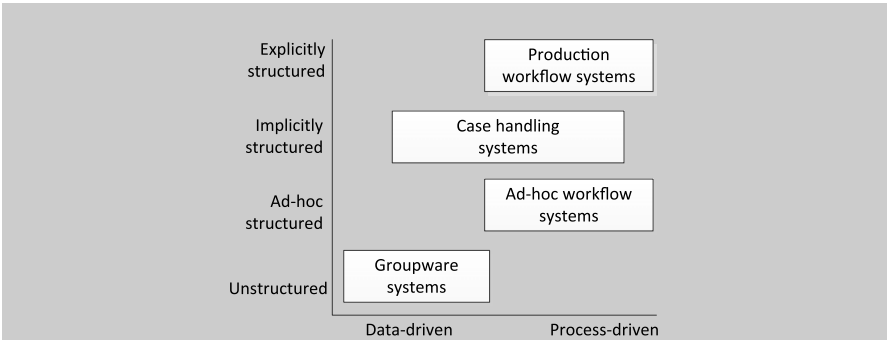 Explicitly
structured
Production
workflow systems
Implicitly
structured
Case handling
systems
Ad-hoc
structured
Ad-hoc workflow
systems
Unstructured
Groupware
systems
Data-driven
Process-driven